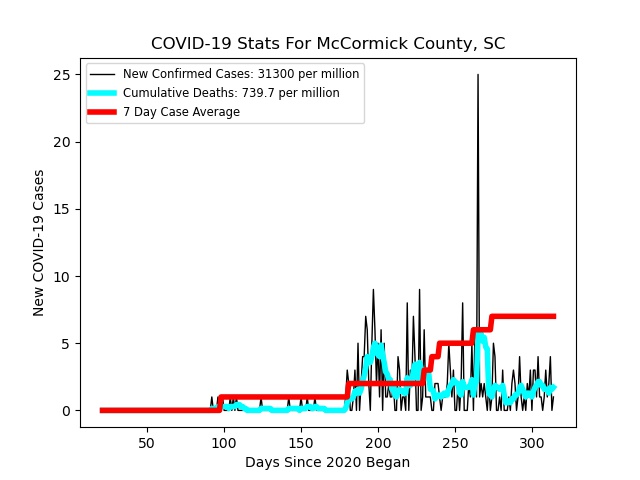 COVID-19 Stats For McCormick County, SC
New Confirmed Cases: 31300 per million
Cumulative Deaths: 739.7 per million
7 Day Case Average
New COVID-19 Cases
25
20
15
10
5
0
50 100 150 200 250 300
Days Since 2020 Began